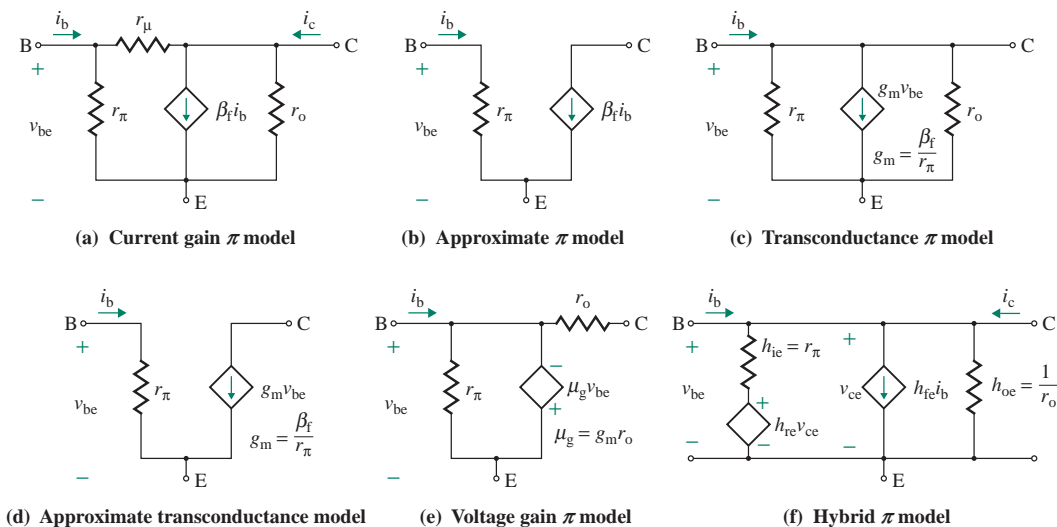 i_b r_μ i_c
B C
+
r_π β_f i_b r_o
v_be
−
E
(a) Current gain π model
i_b
B C
+
r_π β_f i_b
v_be
−
E
(b) Approximate π model
i_b
B C
+
g_m v_be
r_π r_o
v_be
g_m = β_f / r_π
−
E
(c) Transconductance π model
i_b
B C
+
r_π g_m v_be
v_be
g_m = β_f / r_π
−
E
(d) Approximate transconductance model
i_b r_o
B C
+
−
r_π μ_g v_be
v_be
+
μ_g = g_m r_o
−
E
(e) Voltage gain π model
i_b i_c
B C
+ +
h_ie = r_π
v_be v_ce h_fe i_b h_oe = 1 / r_o
+
h_re v_ce
− − −
E
(f) Hybrid π model